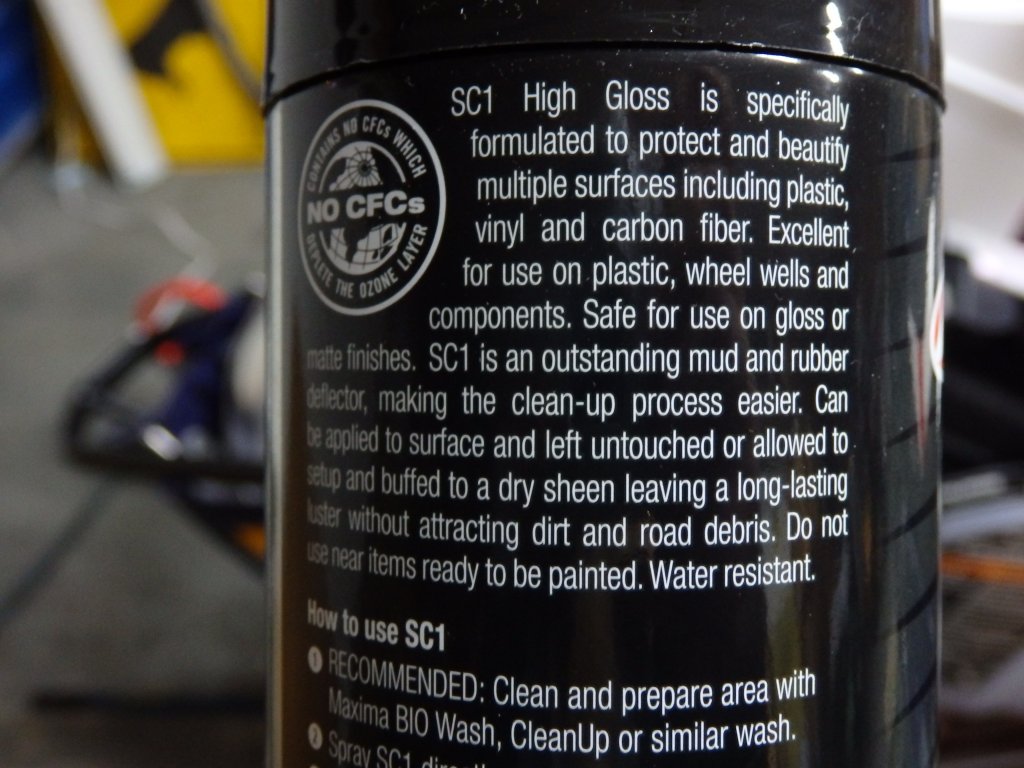 CONTAINS NO CFCs WHICH
NO CFCs
DEPLETE THE OZONE LAYER
SC1 High Gloss is specifically
formulated to protect and beautify
multiple surfaces including plastic,
vinyl and carbon fiber. Excellent
for use on plastic, wheel wells and
components. Safe for use on gloss or
matte finishes. SC1 is an outstanding mud and rubber
deflector, making the clean-up process easier. Can
be applied to surface and left untouched or allowed to
setup and buffed to a dry sheen leaving a long-lasting
luster without attracting dirt and road debris. Do not
use near items ready to be painted. Water resistant.
How to use SC1
1 RECOMMENDED: Clean and prepare area with
Maxima BIO Wash, CleanUp or similar wash.
2 Spray SC1